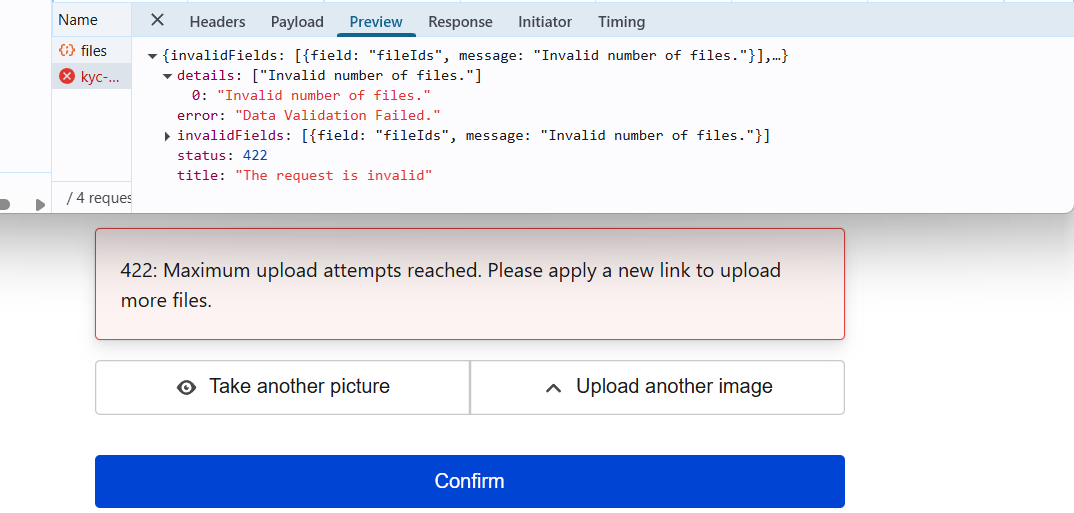 Name
Headers Payload Preview Response Initiator Timing
files
kyc-...
{invalidFields: [{field: "fileIds", message: "Invalid number of files."}],…}
details: ["Invalid number of files."]
0: "Invalid number of files."
error: "Data Validation Failed."
invalidFields: [{field: "fileIds", message: "Invalid number of files."}]
status: 422
title: "The request is invalid"
/ 4 reques
422: Maximum upload attempts reached. Please apply a new link to upload
more files.
Take another picture
Upload another image
Confirm